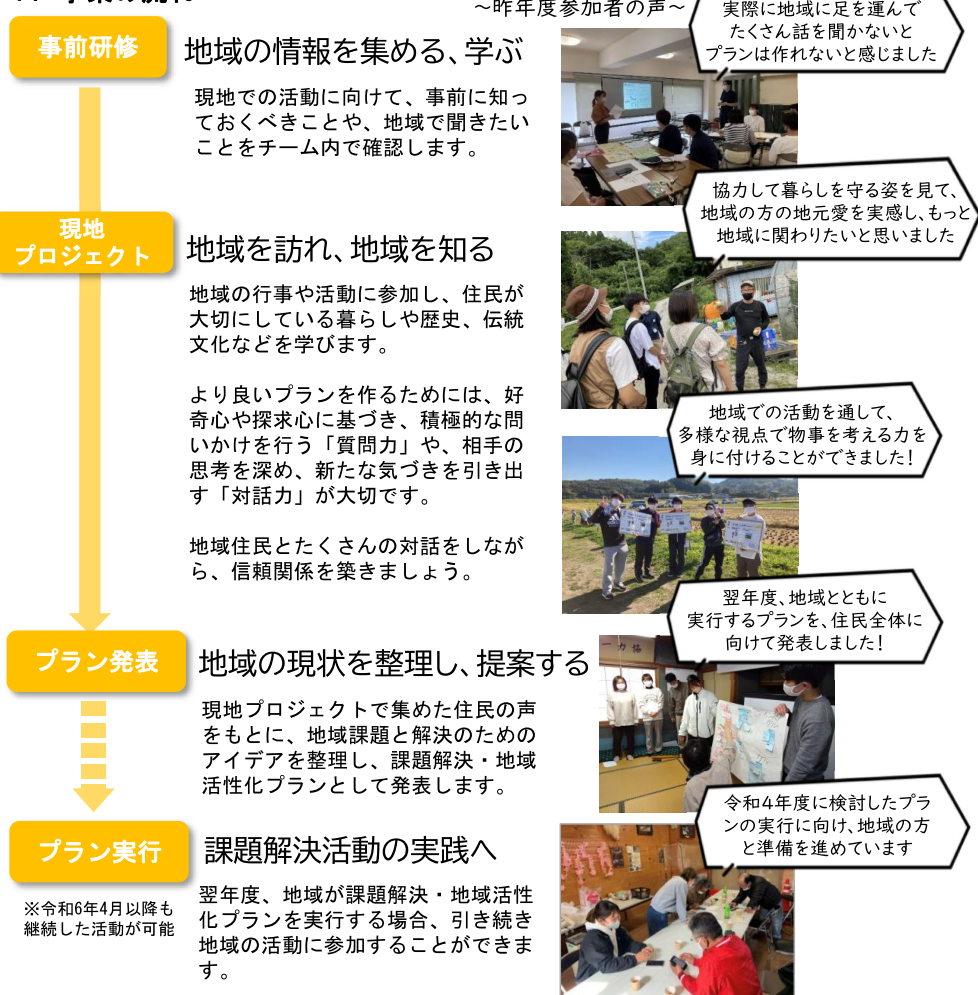 ~昨年度参加者の声~
事前研修
地域の情報を集める、学ぶ
現地での活動に向けて、事前に知っ
ておくべきことや、地域で聞きたい
ことをチーム内で確認します。
実際に地域に足を運んで
たくさん話を聞かないと
プランは作れないと感じました
現地
プロジェクト
地域を訪れ、地域を知る
地域の行事や活動に参加し、住民が
大切にしている暮らしや歴史、伝統
文化などを学びます。
より良いプランを作るためには、好
奇心や探求心に基づき、積極的な問
いかけを行う「質問力」や、相手の
思考を深め、新たな気づきを引き出
す「対話力」が大切です。
地域住民とたくさんの対話をしなが
ら、信頼関係を築きましょう。
協力して暮らしを守る姿を見て、
地域の方の地元愛を実感し、もっと
地域に関わりたいと思いました
地域での活動を通して、
多様な視点で物事を考える力を
身に付けることができました!
プラン発表
地域の現状を整理し、提案する
現地プロジェクトで集めた住民の声
をもとに、地域課題と解決のための
アイデアを整理し、課題解決・地域
活性化プランとして発表します。
翌年度、地域とともに
実行するプランを、住民全体に
向けて発表しました!
プラン実行
※令和6年4月以降も
継続した活動が可能
課題解決活動の実践へ
翌年度、地域が課題解決・地域活性
化プランを実行する場合、引き続き
地域の活動に参加することができま
す。
令和4年度に検討したプラ
ンの実行に向け、地域の方
と準備を進めています